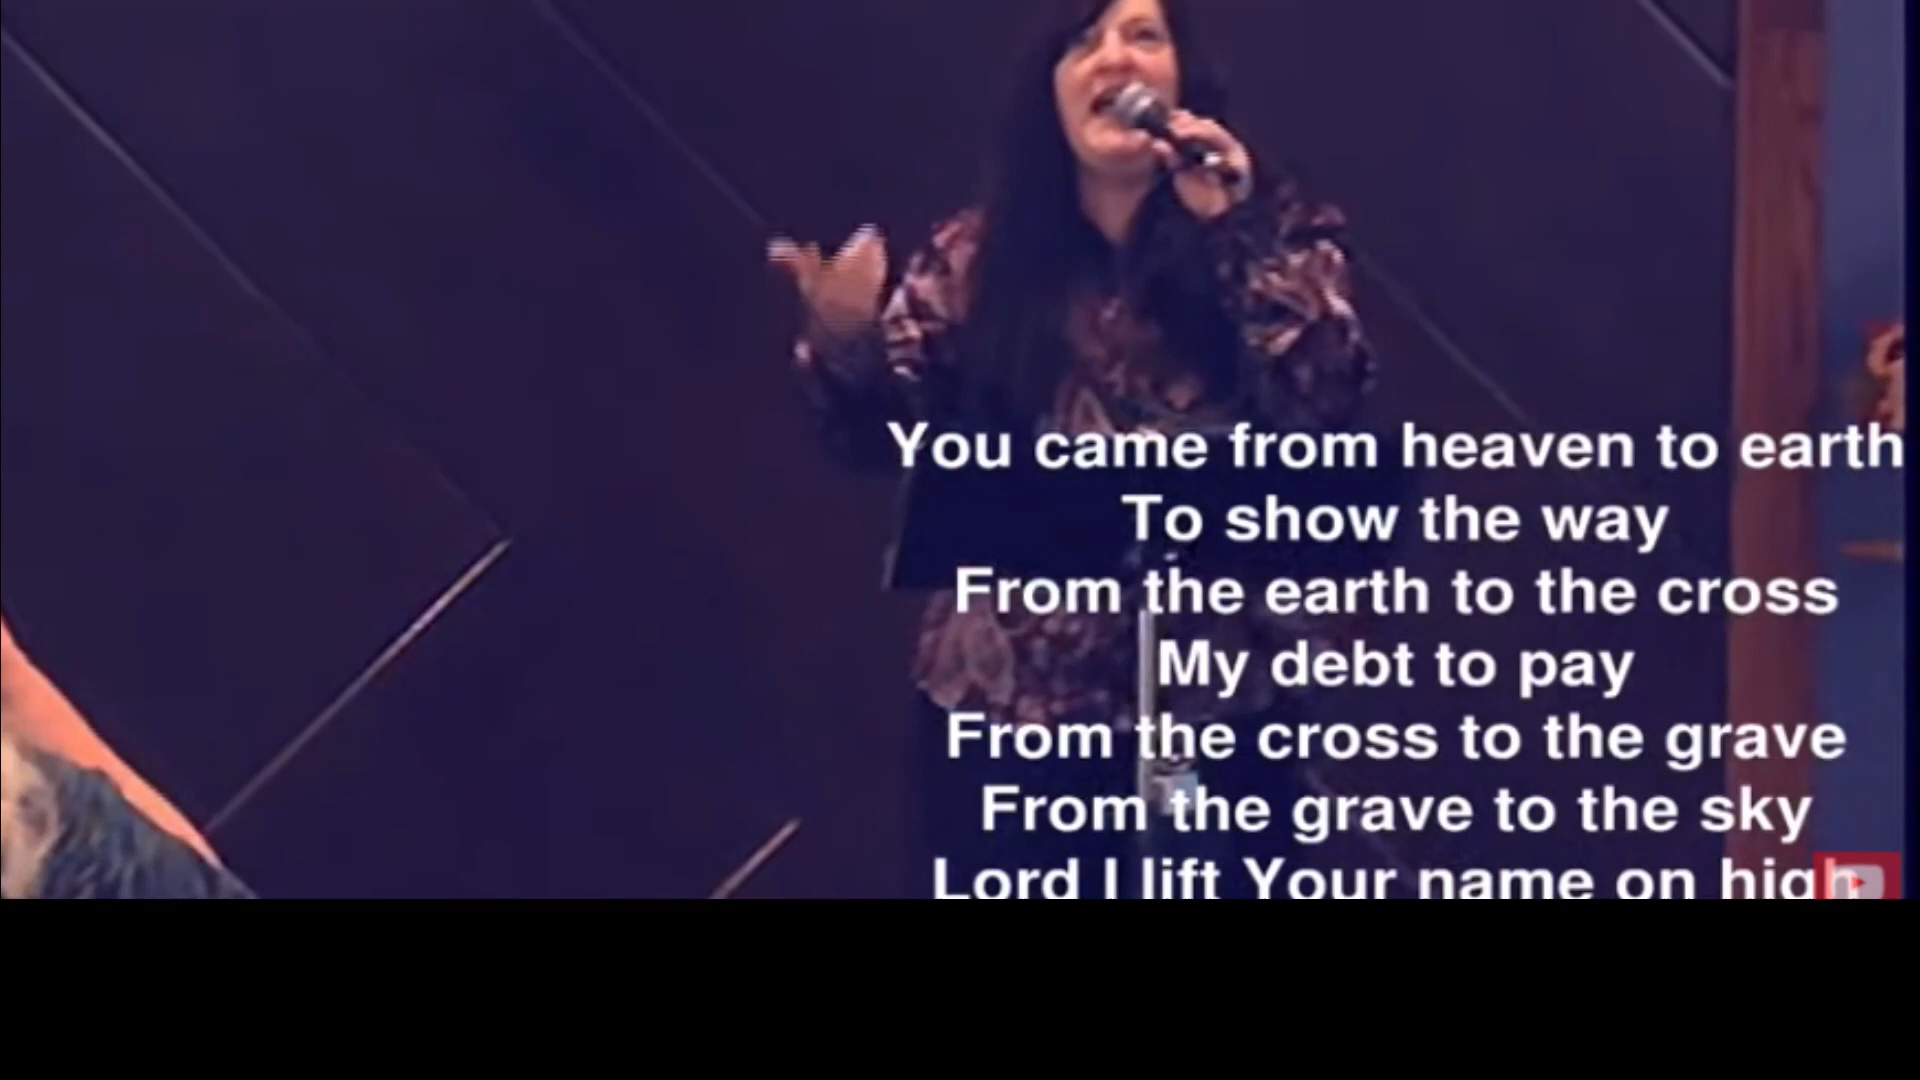 You came from heaven to earth
To show the way
From the earth to the cross
My debt to pay
From the cross to the grave
From the grave to the sky
Lord I lift Your name on high